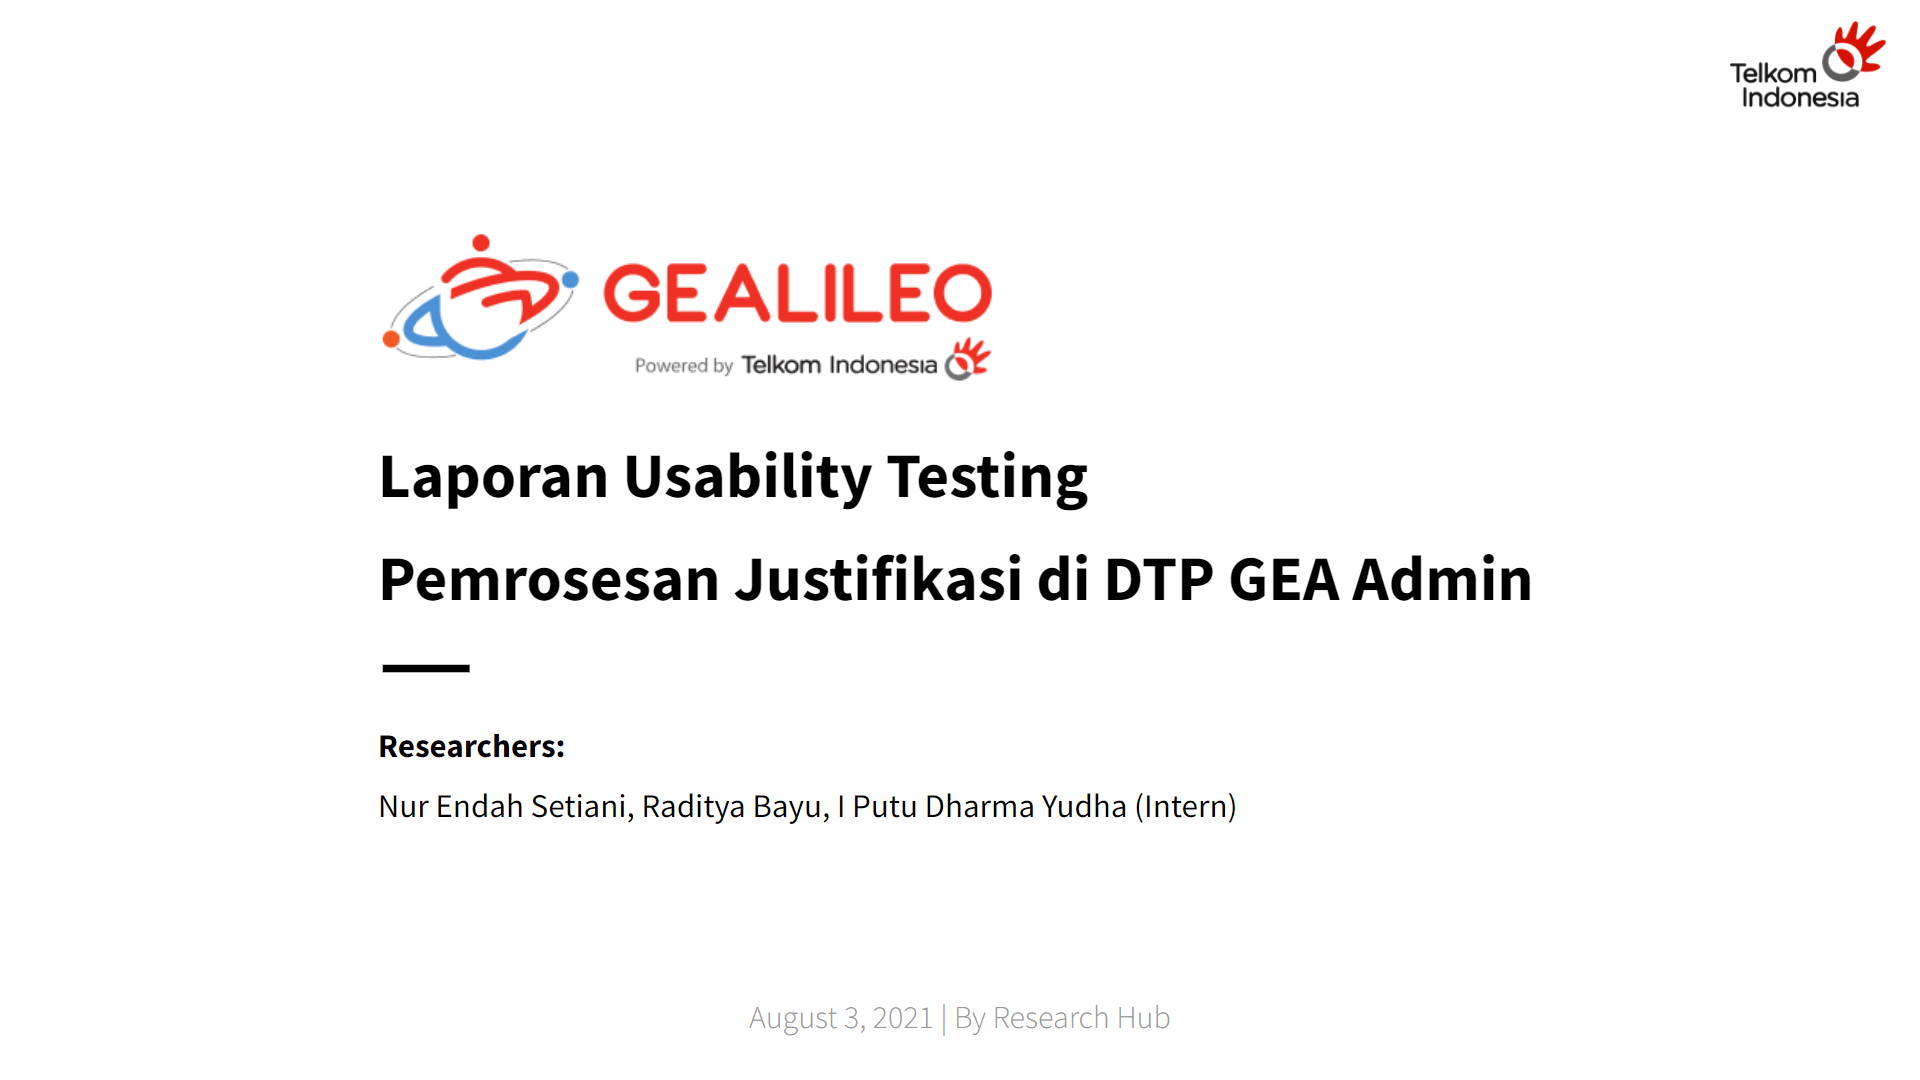 Telkom
Indonesia
GEALILEO
Powered by Telkom Indonesia
Laporan Usability Testing
Pemrosesan Justifikasi di DTP GEA Admin
Researchers:
Nur Endah Setiani, Raditya Bayu, I Putu Dharma Yudha (Intern)
August 3, 2021 | By Research Hub